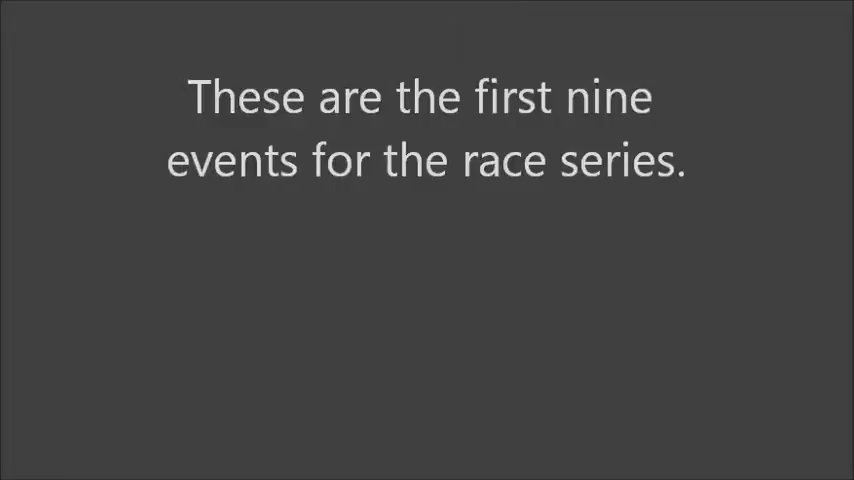 These are the first nine
events for the race series.